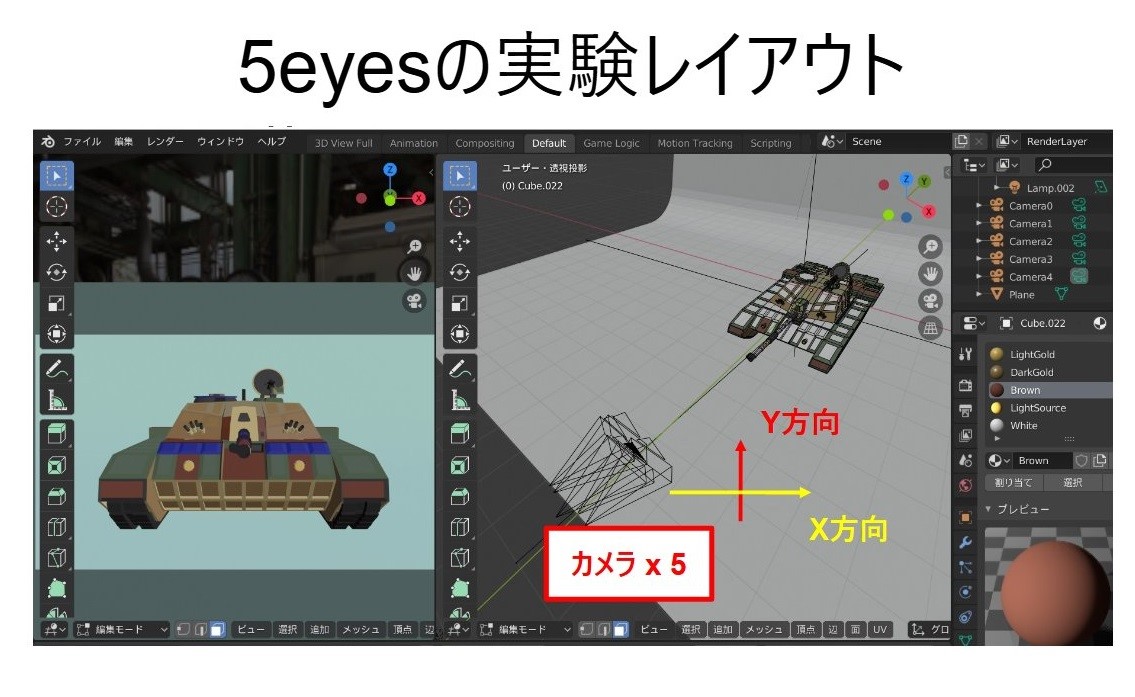 5eyesの実験レイアウト
ファイル 編集 レンダー ウィンドウ ヘルプ 3D View Full Animation Compositing Default Game Logic Motion Tracking Scripting Scene RenderLayer
ユーザー・透視投影
(0) Cube.022
Z
X
Z
Y
X
Lamp.002
Camera0
Camera1
Camera2
Camera3
Camera4
Plane
Cube.022
LightGold
DarkGold
Brown
LightSource
White
Brown
割り当て 選択
プレビュー
Y方向
X方向
カメラ x 5
編集モード ビュー 選択 追加 メッシュ 頂点 辺
編集モード ビュー 選択 追加 メッシュ 頂点 辺 面 UV グロ